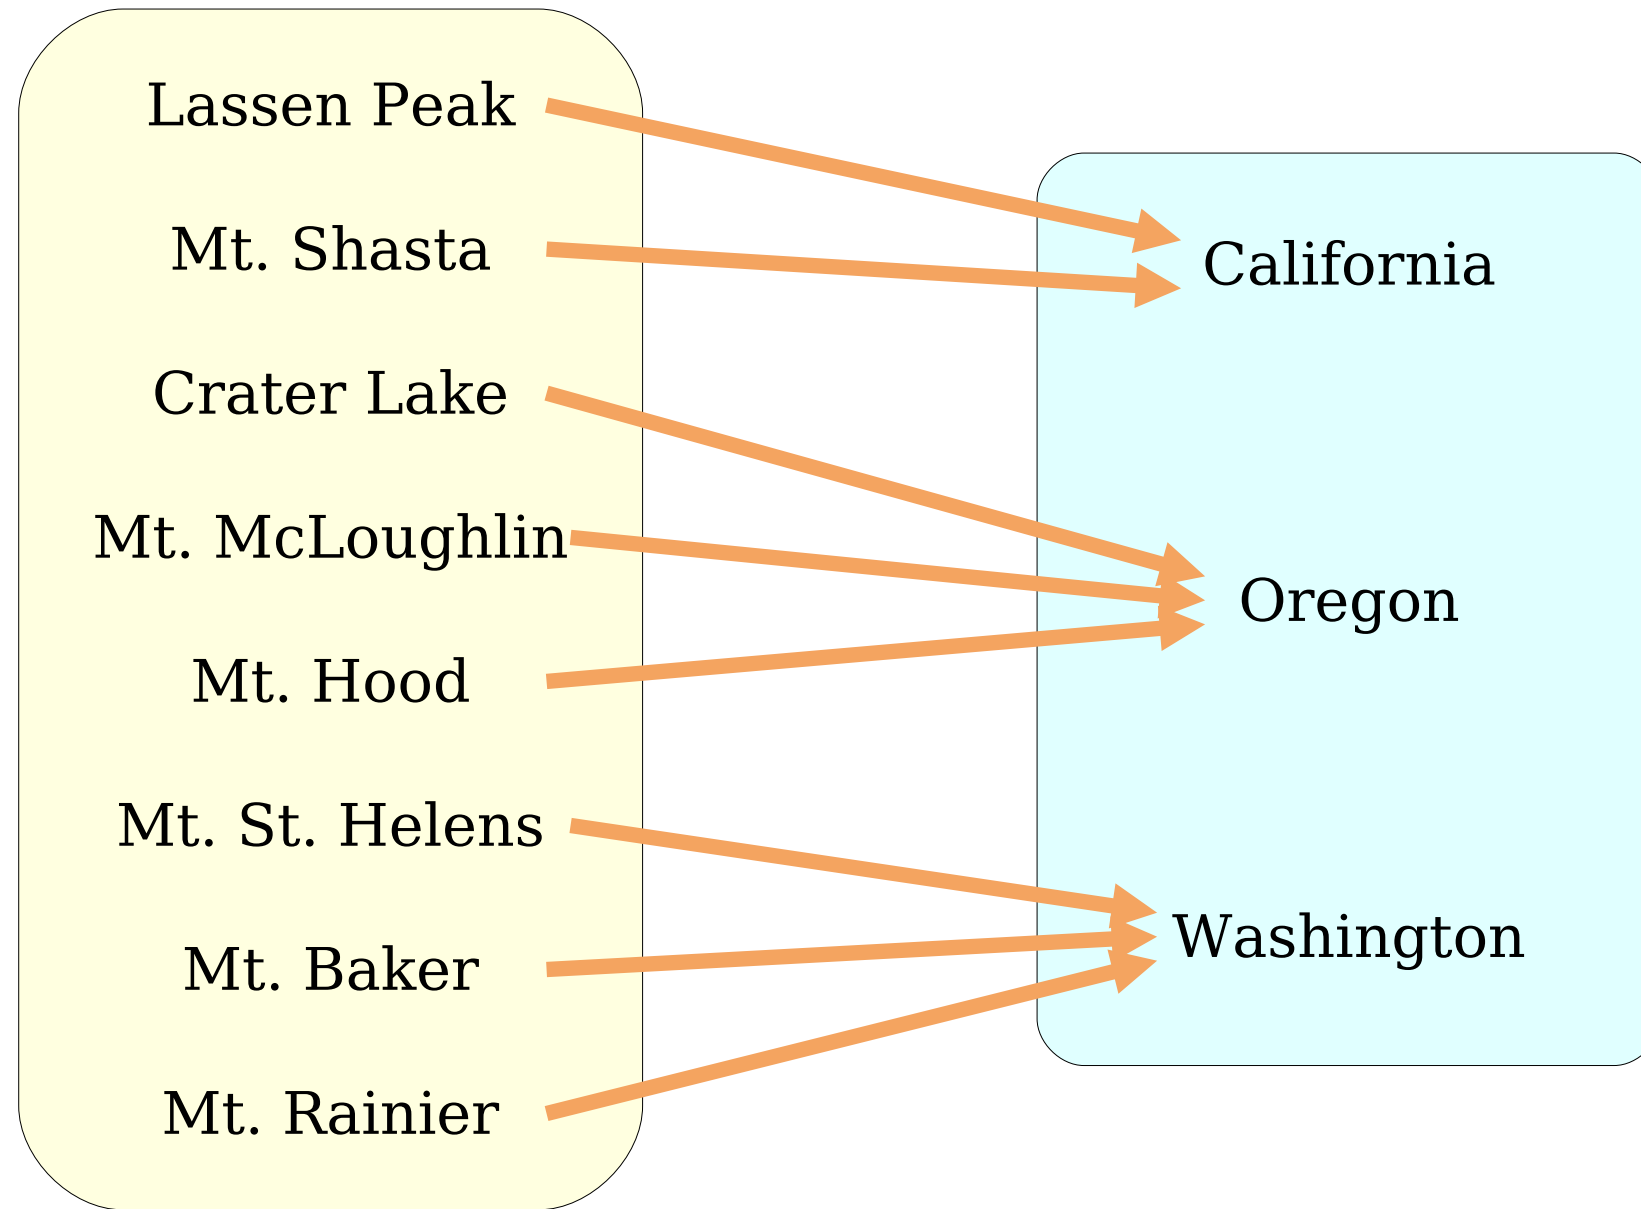 Lassen Peak
Mt. Shasta
Crater Lake
Mt. McLoughlin
Mt. Hood
Mt. St. Helens
Mt. Baker
Mt. Rainier
California
Oregon
Washington